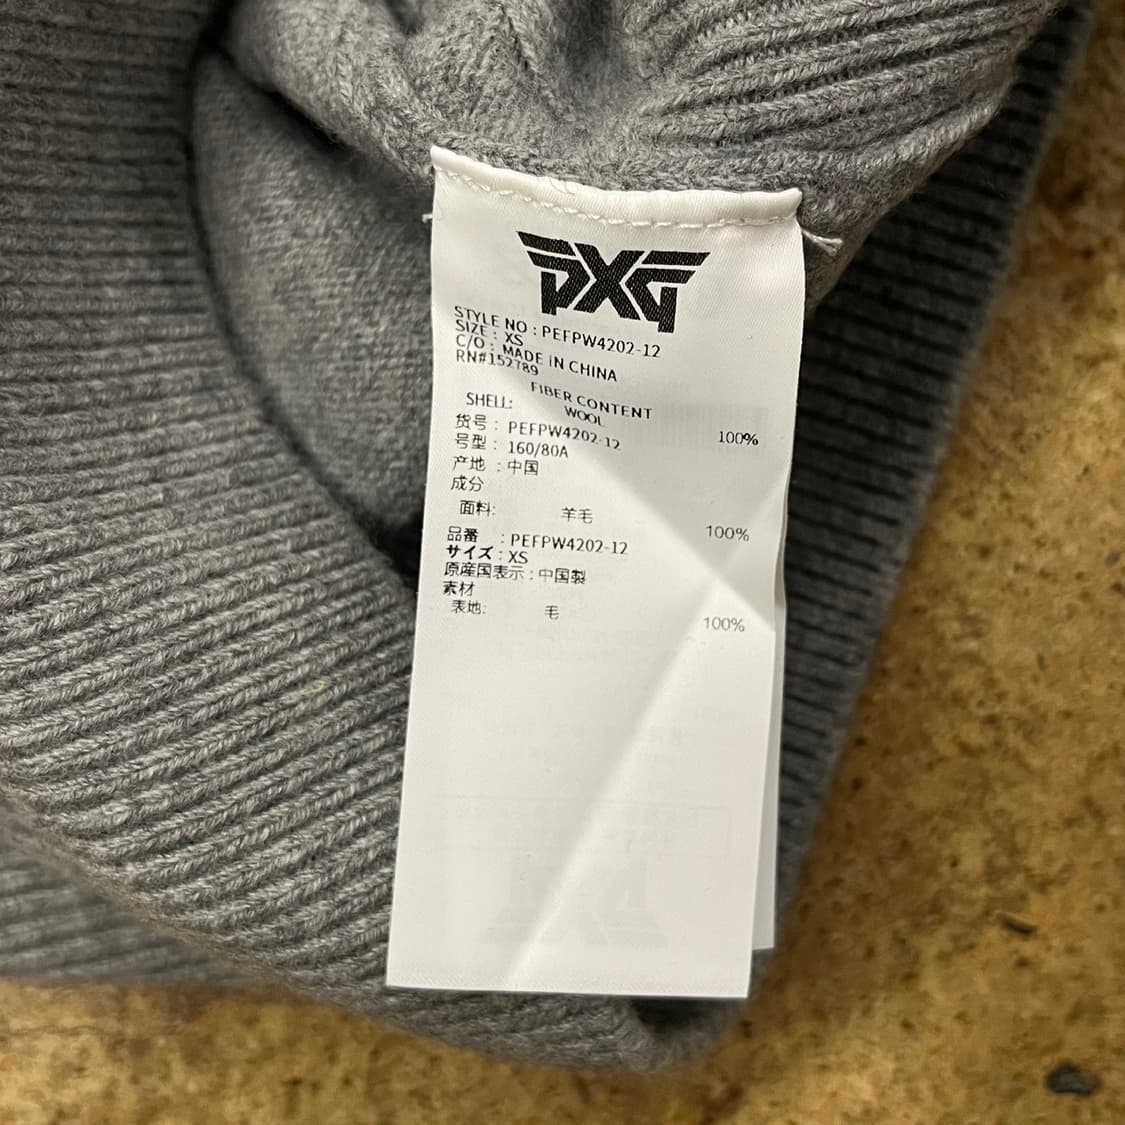 PXG
STYLE NO : PEFPW4202-12
SIZE : XS
C/O : MADE IN CHINA
RN#152789
FIBER CONTENT
SHELL: WOOL 100%
货号 : PEFPW4202-12
号型 : 160/80A
产地 : 中国
成分
面料: 羊毛 100%
品番 : PEFPW4202-12
サイズ : XS
原産国表示 : 中国製
素材
表地: 毛 100%